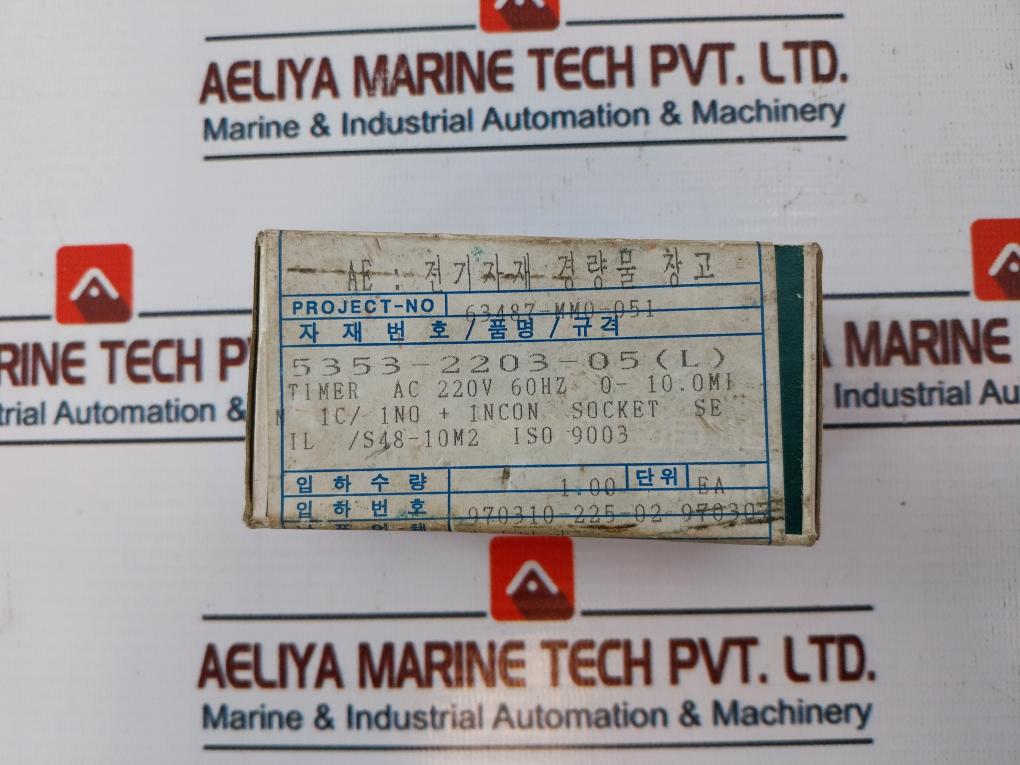 AELIYA MARINE TECH PVT. LTD.
Marine & Industrial Automation & Machinery
AE : 전기자재 경량물 창고
PROJECT-NO 63487-MMO-051
자 재 번 호 / 품명 / 규격
5353-2203-05(L)
TIMER AC 220V 60HZ 0- 10.0MI
N 1C/ 1NO + 1NCON SOCKET SE
IL /S48-10M2 ISO 9003
입 하 수 량 1.00 단위 EA
입 하 번 호 970310-225-02 970307
RINE TECH PV
trial Automation &
A MARINE
Industrial Autom
AELIYA MARINE TECH PVT. LTD.
Marine & Industrial Automation & Machinery